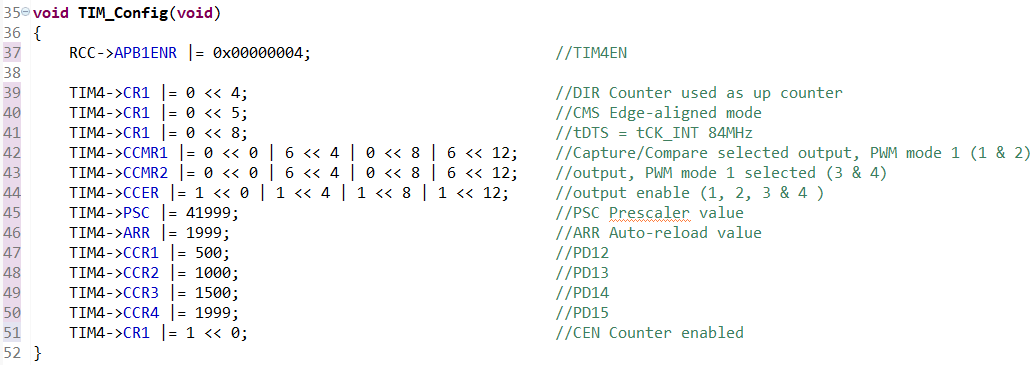 35 void TIM_Config(void)
36 {
37     RCC->APB1ENR |= 0x00000004;                           //TIM4EN
38
39     TIM4->CR1 |= 0 << 4;                                  //DIR Counter used as up counter
40     TIM4->CR1 |= 0 << 5;                                  //CMS Edge-aligned mode
41     TIM4->CR1 |= 0 << 8;                                  //tDTS = tCK_INT 84MHz
42     TIM4->CCMR1 |= 0 << 0 | 6 << 4 | 0 << 8 | 6 << 12;    //Capture/Compare selected output, PWM mode 1 (1 & 2)
43     TIM4->CCMR2 |= 0 << 0 | 6 << 4 | 0 << 8 | 6 << 12;    //output, PWM mode 1 selected (3 & 4)
44     TIM4->CCER |= 1 << 0 | 1 << 4 | 1 << 8 | 1 << 12;     //output enable (1, 2, 3 & 4 )
45     TIM4->PSC |= 41999;                                   //PSC Prescaler value
46     TIM4->ARR |= 1999;                                    //ARR Auto-reload value
47     TIM4->CCR1 |= 500;                                    //PD12
48     TIM4->CCR2 |= 1000;                                   //PD13
49     TIM4->CCR3 |= 1500;                                   //PD14
50     TIM4->CCR4 |= 1999;                                   //PD15
51     TIM4->CR1 |= 1 << 0;                                  //CEN Counter enabled
52 }